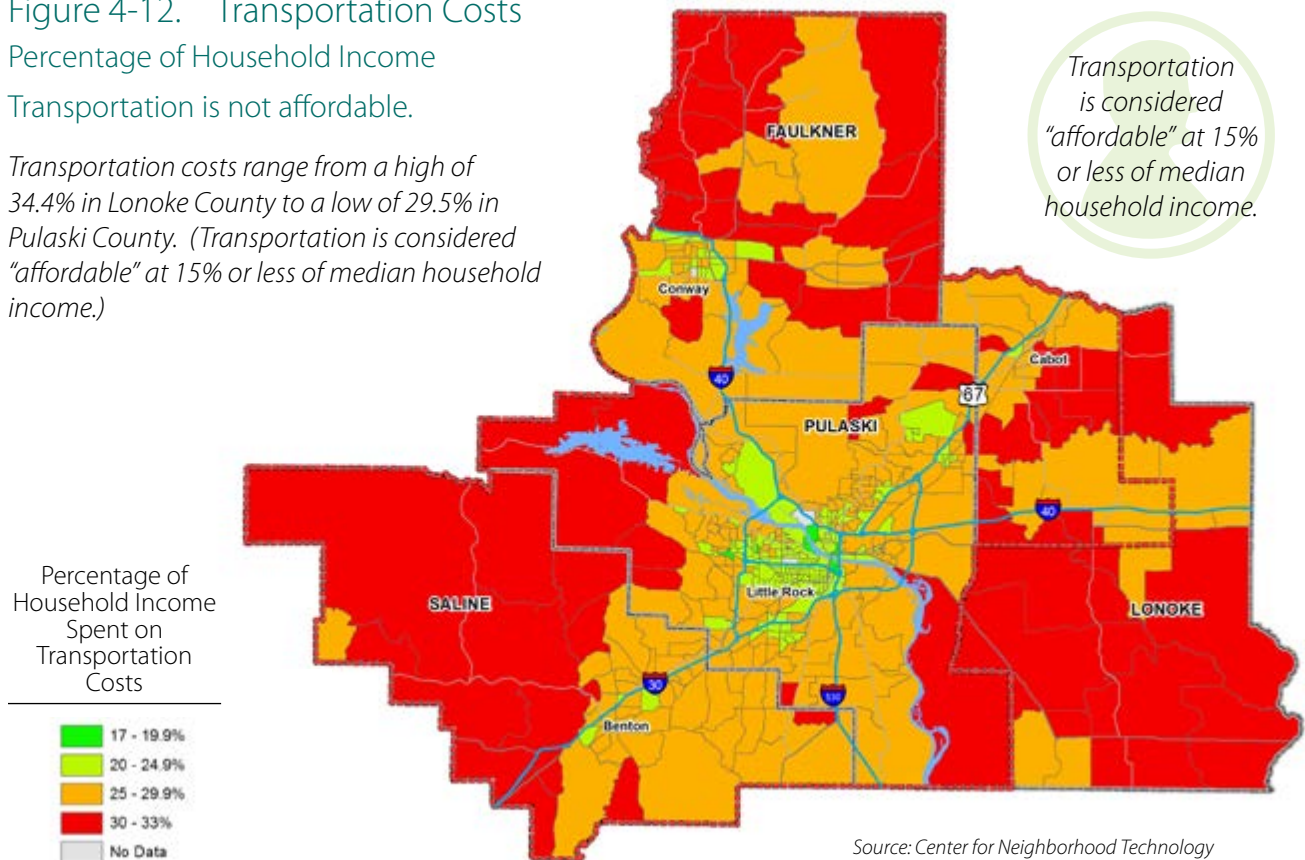 Figure 4-12. Transportation Costs
Percentage of Household Income
Transportation is not affordable.
Transportation costs range from a high of
34.4% in Lonoke County to a low of 29.5% in
Pulaski County. (Transportation is considered
"affordable" at 15% or less of median household
income.)
Transportation
is considered
"affordable" at 15%
or less of median
household income.
FAULKNER
Conway
40
Cabot
67
PULASKI
40
Little Rock
SALINE
LONOKE
30
530
Benton
Percentage of
Household Income
Spent on
Transportation
Costs
17 - 19.9%
20 - 24.9%
25 - 29.9%
30 - 33%
No Data
Source: Center for Neighborhood Technology